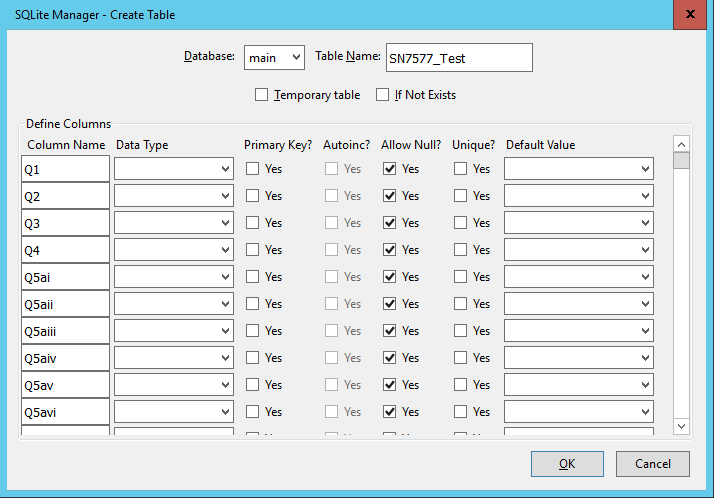 SQLite Manager - Create Table
x
Database: main Table Name: SN7577_Test
Temporary table If Not Exists
Define Columns
Column Name Data Type Primary Key? Autoinc? Allow Null? Unique? Default Value
Q1 Yes Yes Yes Yes
Q2 Yes Yes Yes Yes
Q3 Yes Yes Yes Yes
Q4 Yes Yes Yes Yes
Q5ai Yes Yes Yes Yes
Q5aii Yes Yes Yes Yes
Q5aiii Yes Yes Yes Yes
Q5aiv Yes Yes Yes Yes
Q5av Yes Yes Yes Yes
Q5avi Yes Yes Yes Yes
OK Cancel